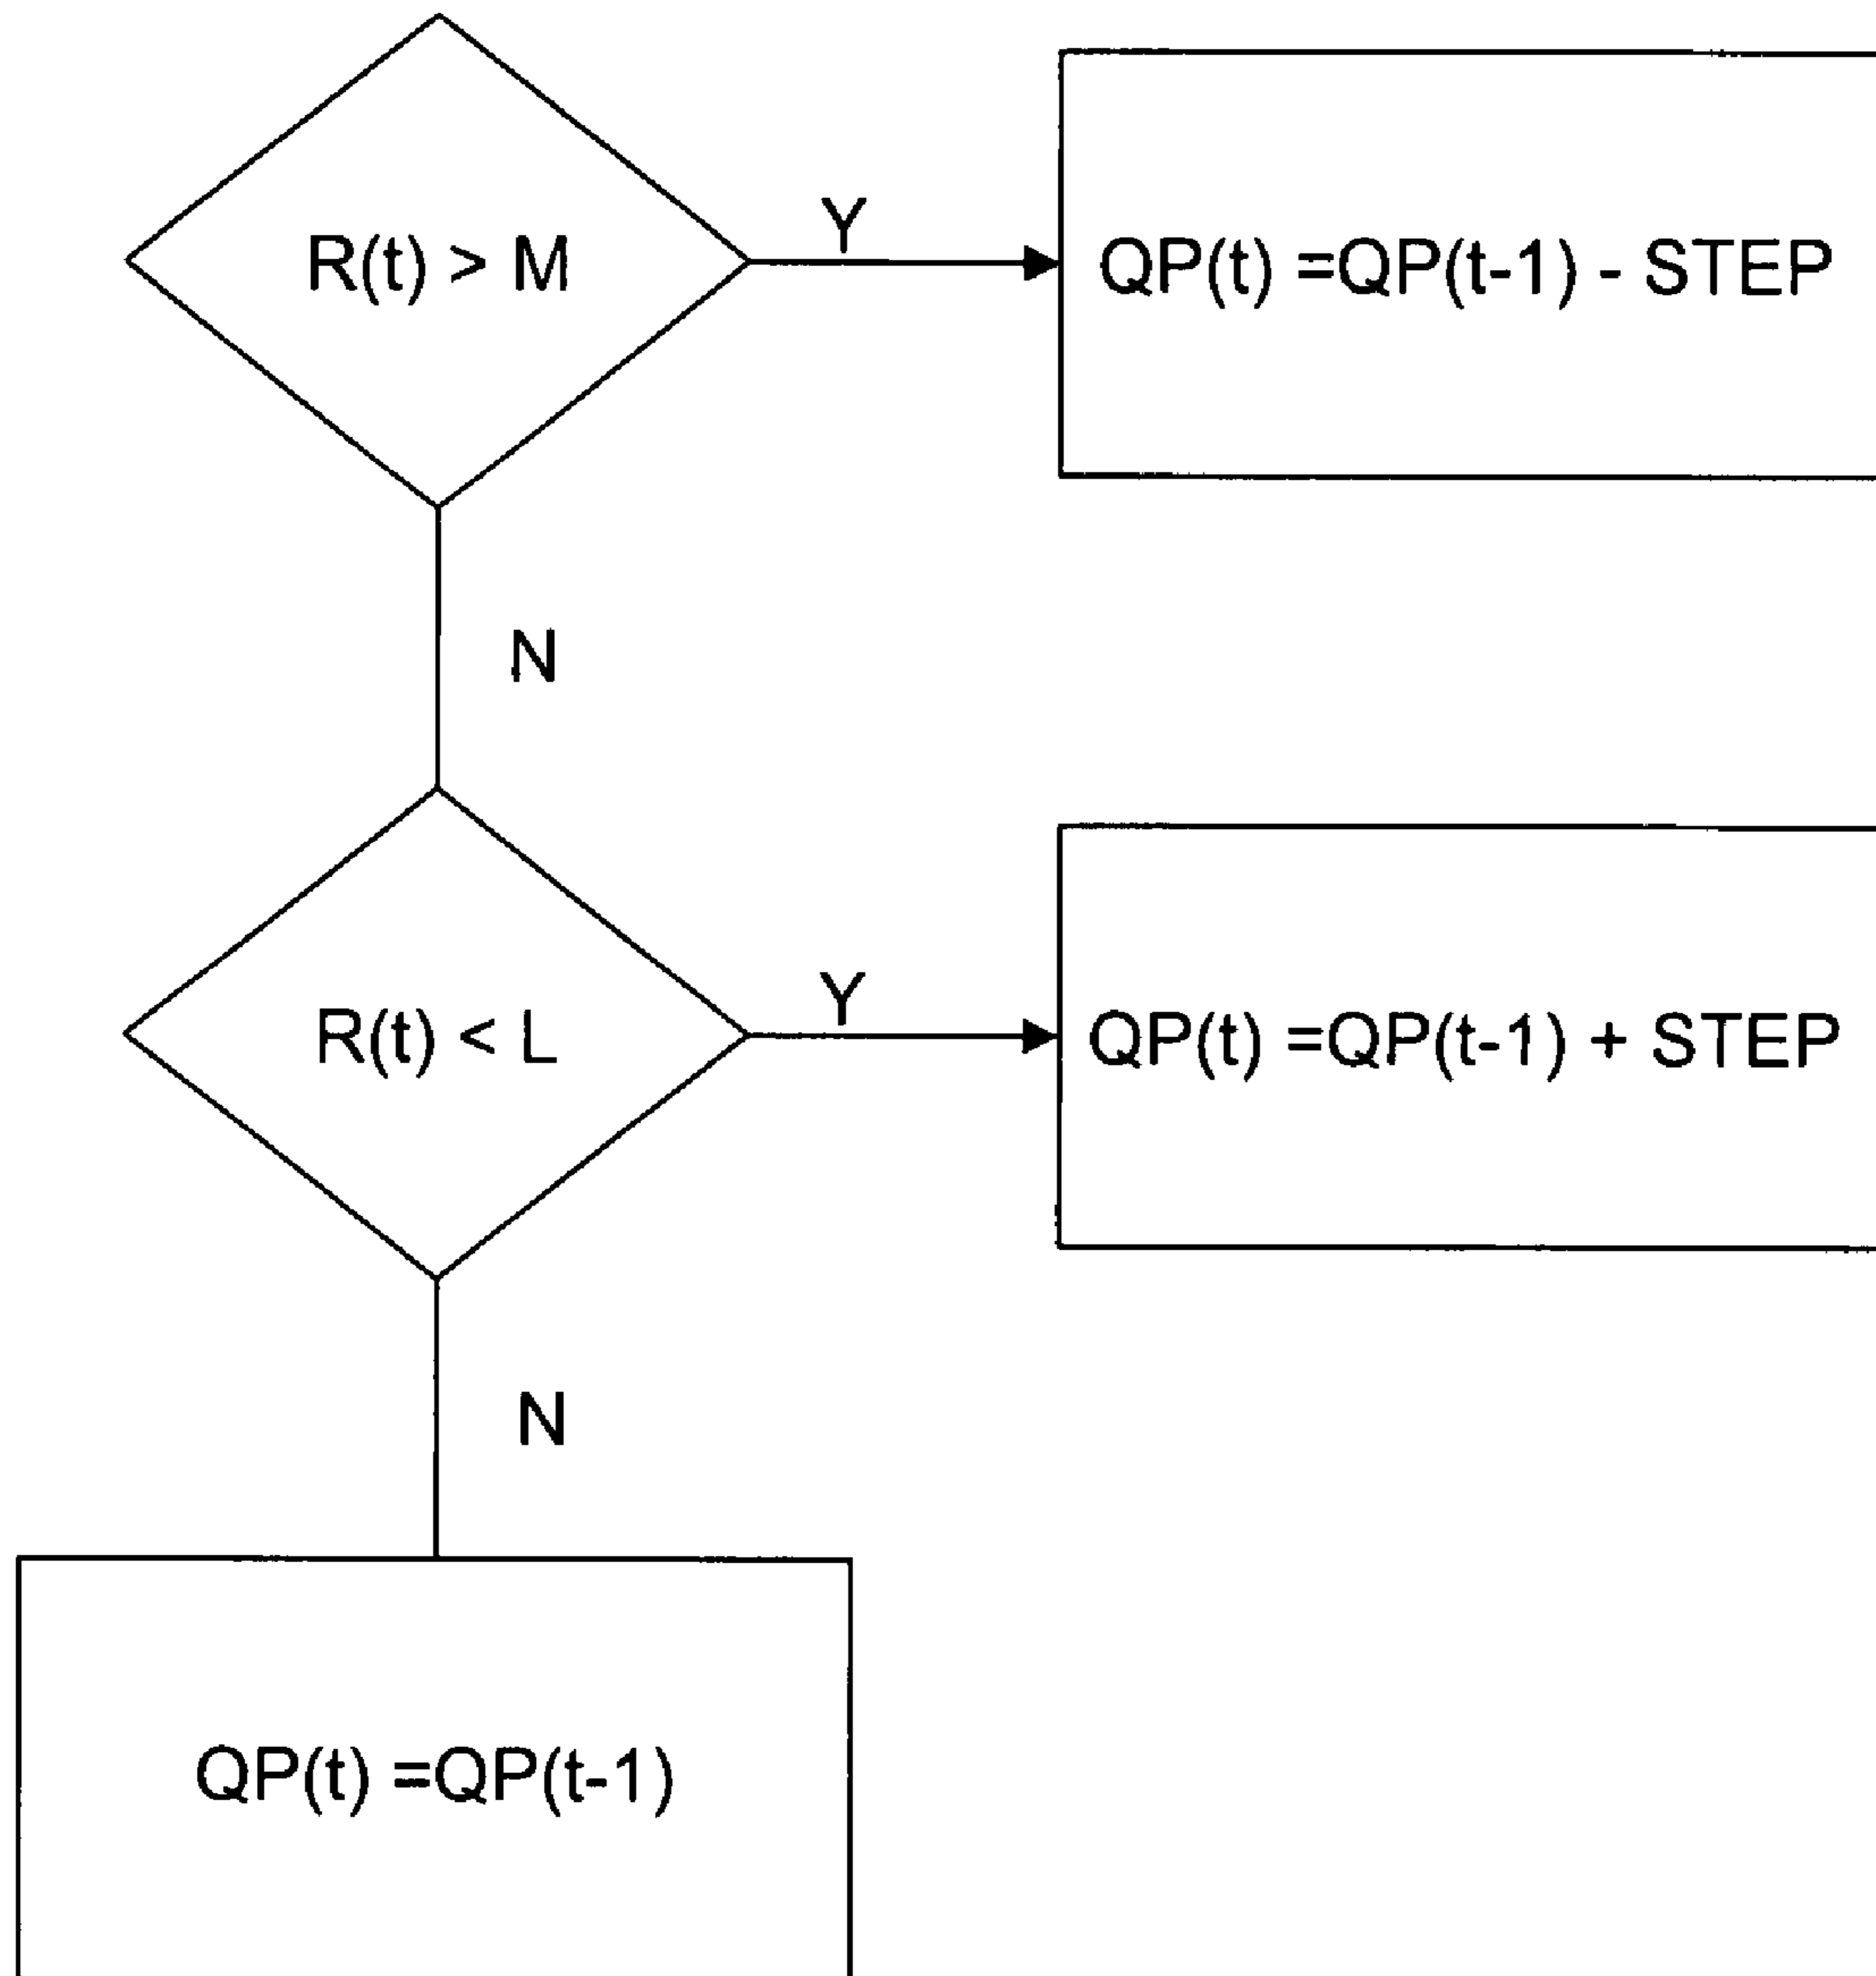 R(t) > M
Y
QP(t) =QP(t-1) - STEP
N
R(t) < L
Y
QP(t) =QP(t-1) + STEP
N
QP(t) =QP(t-1)